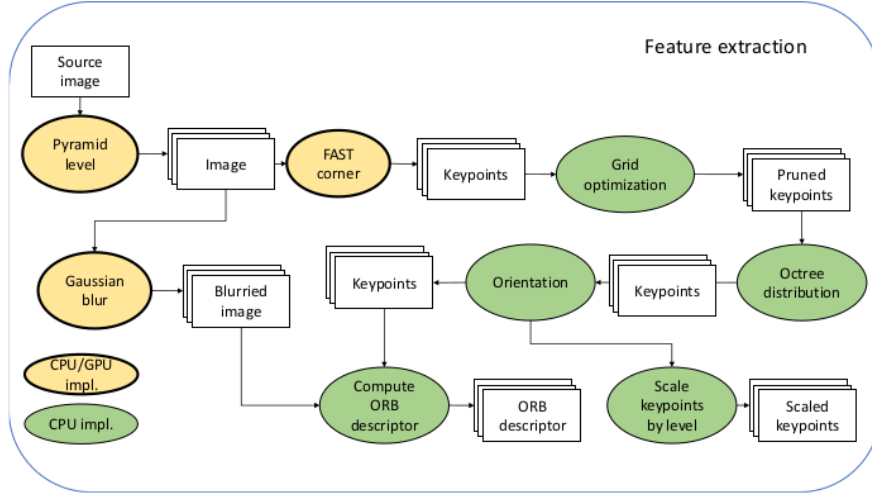 Feature extraction
Source
image
Pyramid
level
Image
FAST
corner
Keypoints
Grid
optimization
Pruned
keypoints
Gaussian
blur
Blurried
image
Keypoints
Orientation
Keypoints
Octree
distribution
CPU/GPU
impl.
CPU impl.
Compute
ORB
descriptor
ORB
descriptor
Scale
keypoints
by level
Scaled
keypoints